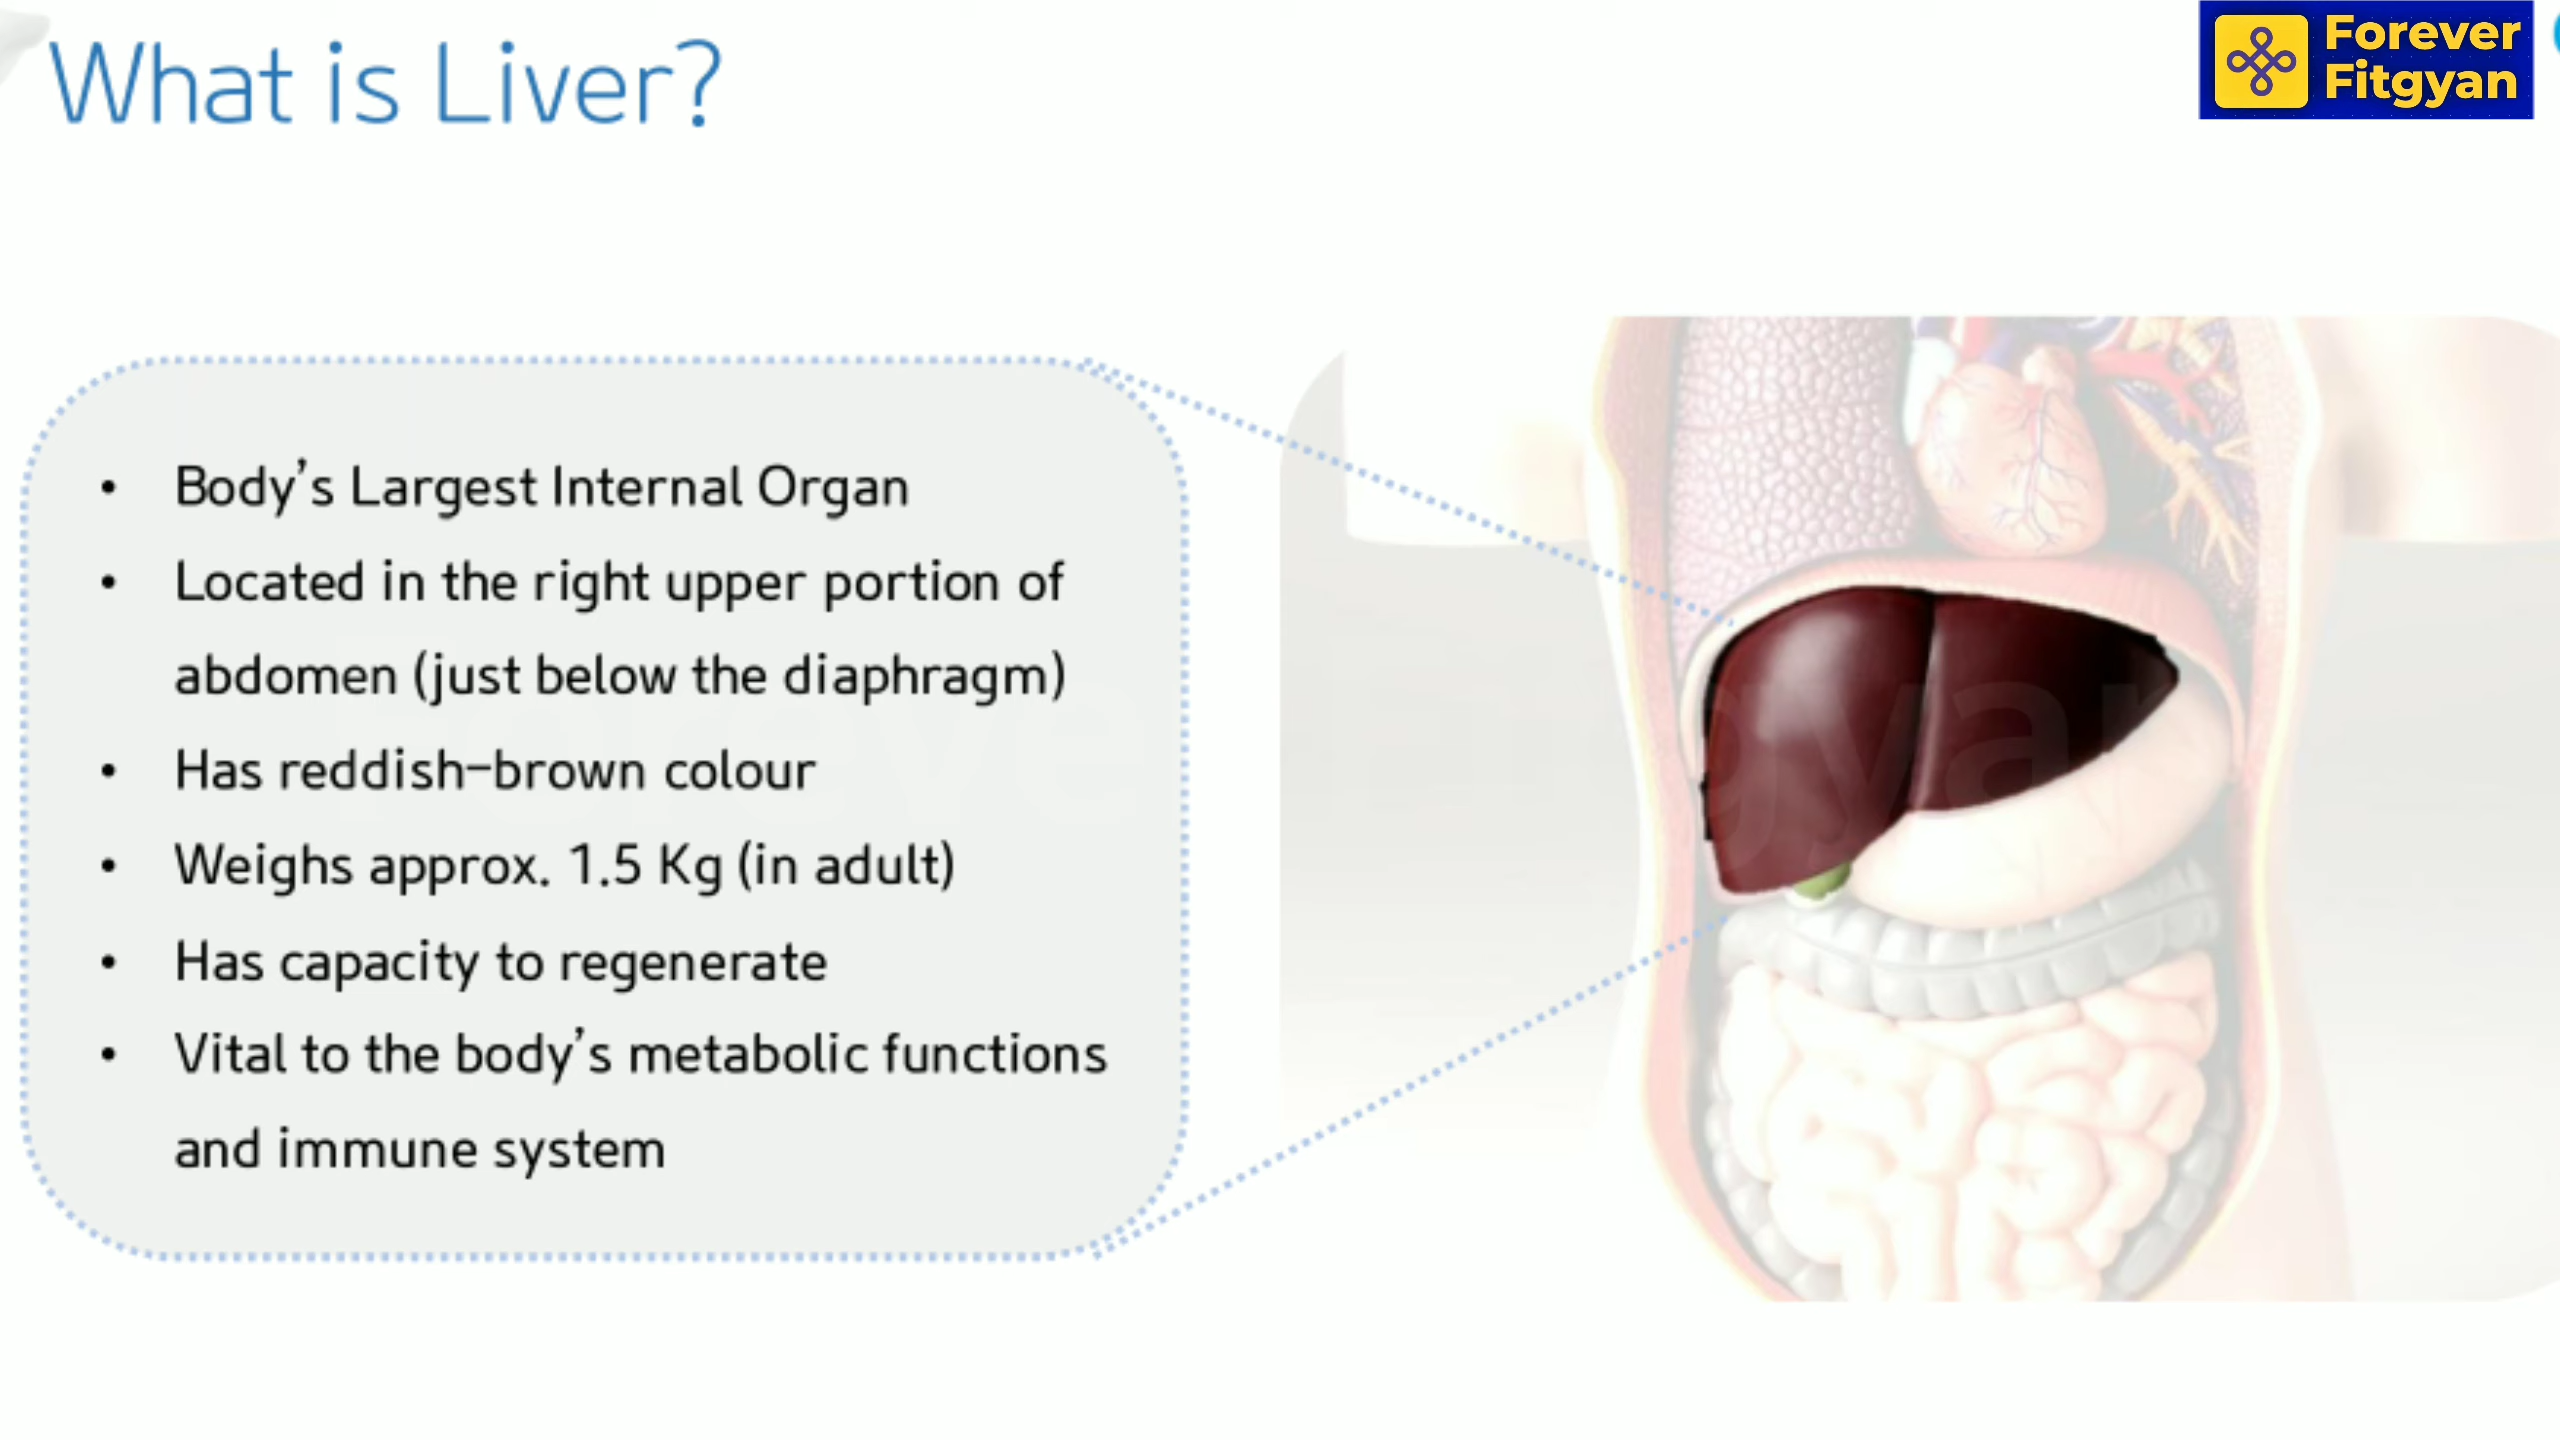 What is Liver?
Forever
Fitgyan
• Body's Largest Internal Organ
• Located in the right upper portion of
abdomen (just below the diaphragm)
• Has reddish-brown colour
• Weighs approx. 1.5 Kg (in adult)
• Has capacity to regenerate
• Vital to the body's metabolic functions
and immune system